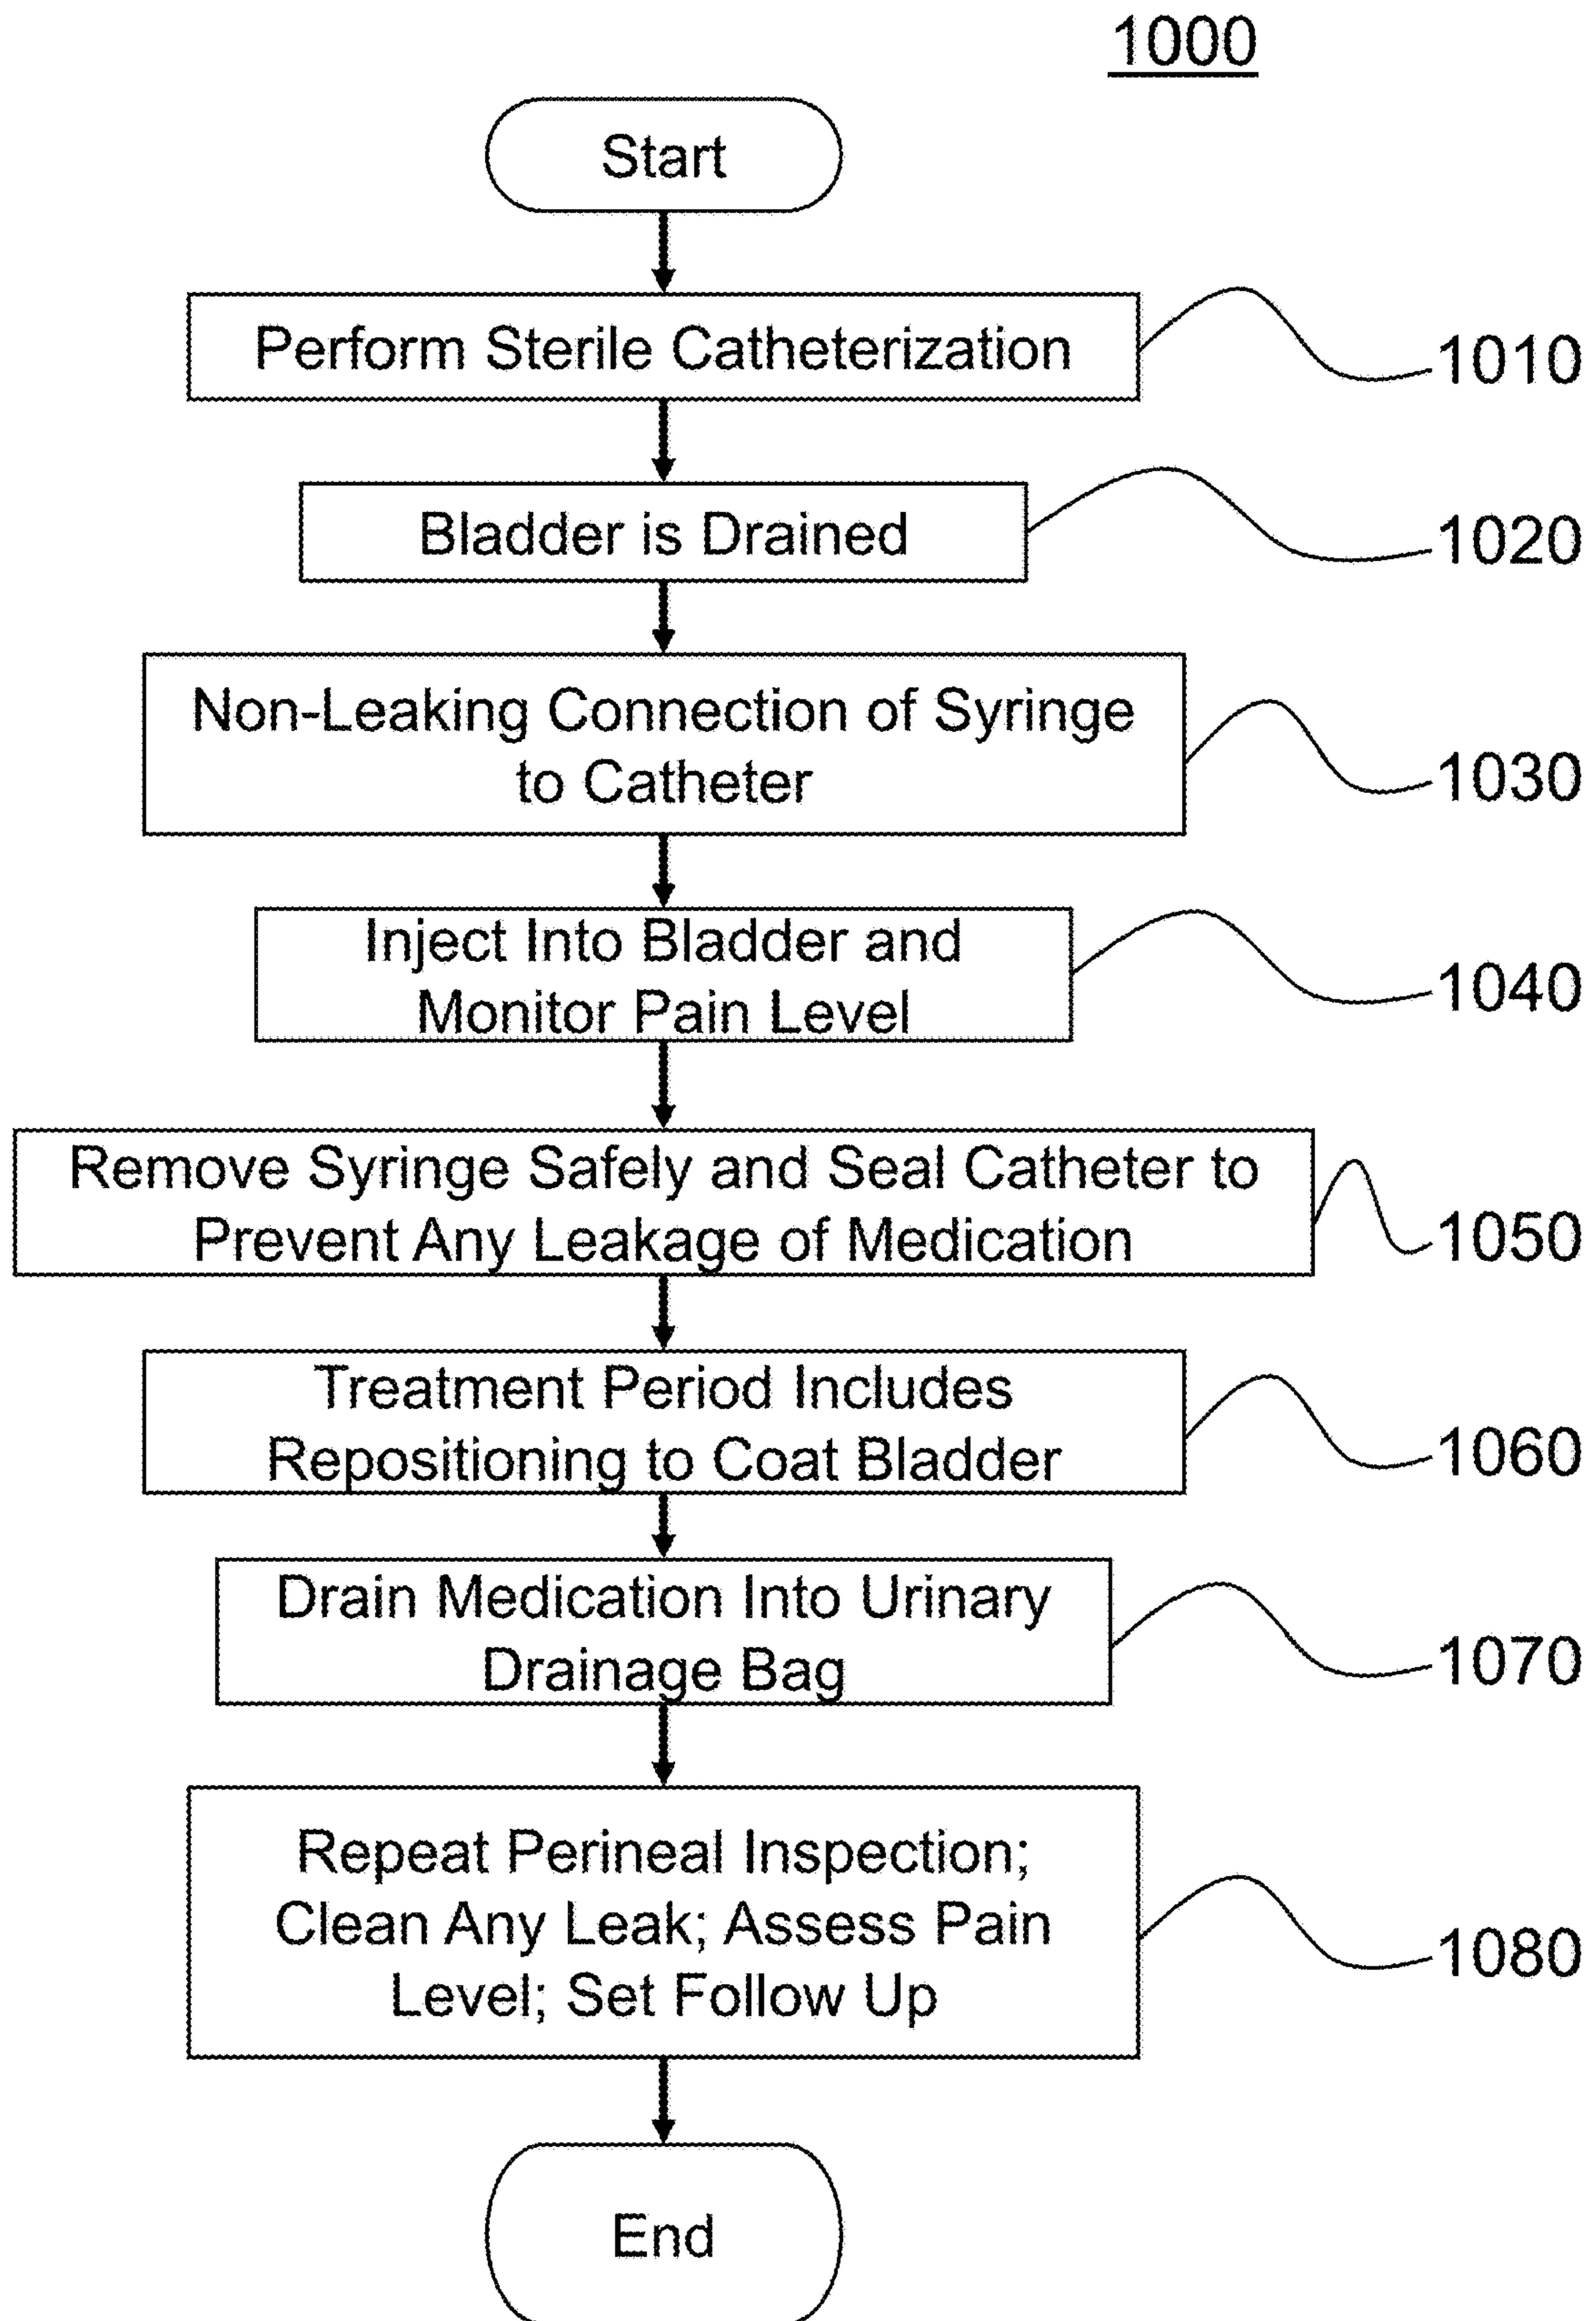 1000
Start
Perform Sterile Catheterization
1010
Bladder is Drained
1020
Non-Leaking Connection of Syringe
to Catheter
1030
Inject Into Bladder and
Monitor Pain Level
1040
Remove Syringe Safely and Seal Catheter to
Prevent Any Leakage of Medication
1050
Treatment Period Includes
Repositioning to Coat Bladder
1060
Drain Medication Into Urinary
Drainage Bag
1070
Repeat Perineal Inspection;
Clean Any Leak; Assess Pain
Level; Set Follow Up
1080
End